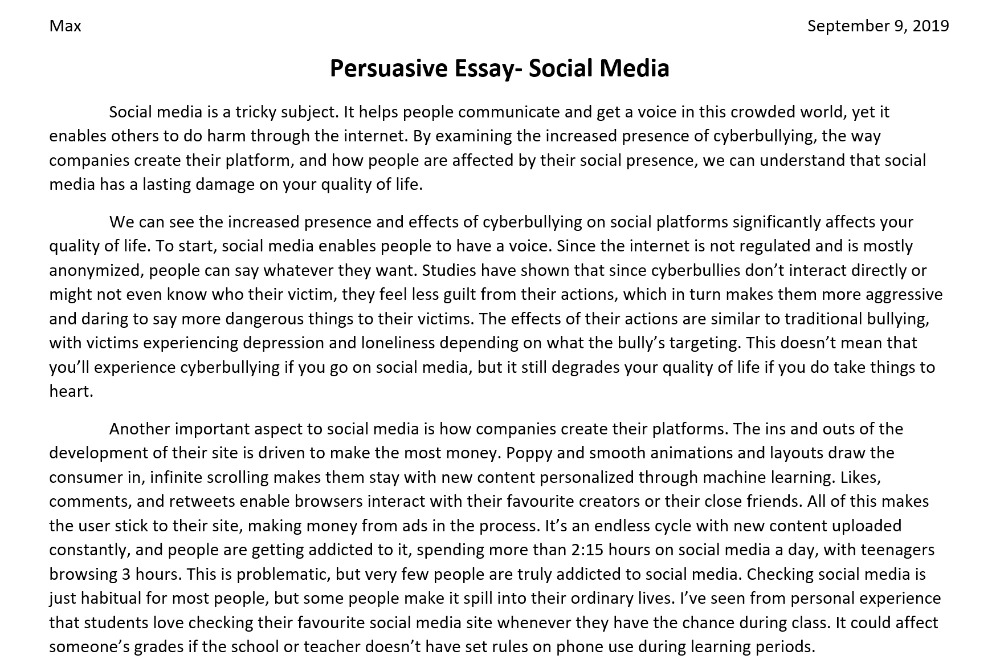 Max September 9, 2019
Persuasive Essay- Social Media
Social media is a tricky subject. It helps people communicate and get a voice in this crowded world, yet it
enables others to do harm through the internet. By examining the increased presence of cyberbullying, the way
companies create their platform, and how people are affected by their social presence, we can understand that social
media has a lasting damage on your quality of life.
We can see the increased presence and effects of cyberbullying on social platforms significantly affects your
quality of life. To start, social media enables people to have a voice. Since the internet is not regulated and is mostly
anonymized, people can say whatever they want. Studies have shown that since cyberbullies don't interact directly or
might not even know who their victim, they feel less guilt from their actions, which in turn makes them more aggressive
and daring to say more dangerous things to their victims. The effects of their actions are similar to traditional bullying,
with victims experiencing depression and loneliness depending on what the bully's targeting. This doesn't mean that
you'll experience cyberbullying if you go on social media, but it still degrades your quality of life if you do take things to
heart.
Another important aspect to social media is how companies create their platforms. The ins and outs of the
development of their site is driven to make the most money. Poppy and smooth animations and layouts draw the
consumer in, infinite scrolling makes them stay with new content personalized through machine learning. Likes,
comments, and retweets enable browsers interact with their favourite creators or their close friends. All of this makes
the user stick to their site, making money from ads in the process. It's an endless cycle with new content uploaded
constantly, and people are getting addicted to it, spending more than 2:15 hours on social media a day, with teenagers
browsing 3 hours. This is problematic, but very few people are truly addicted to social media. Checking social media is
just habitual for most people, but some people make it spill into their ordinary lives. I've seen from personal experience
that students love checking their favourite social media site whenever they have the chance during class. It could affect
someone's grades if the school or teacher doesn't have set rules on phone use during learning periods.